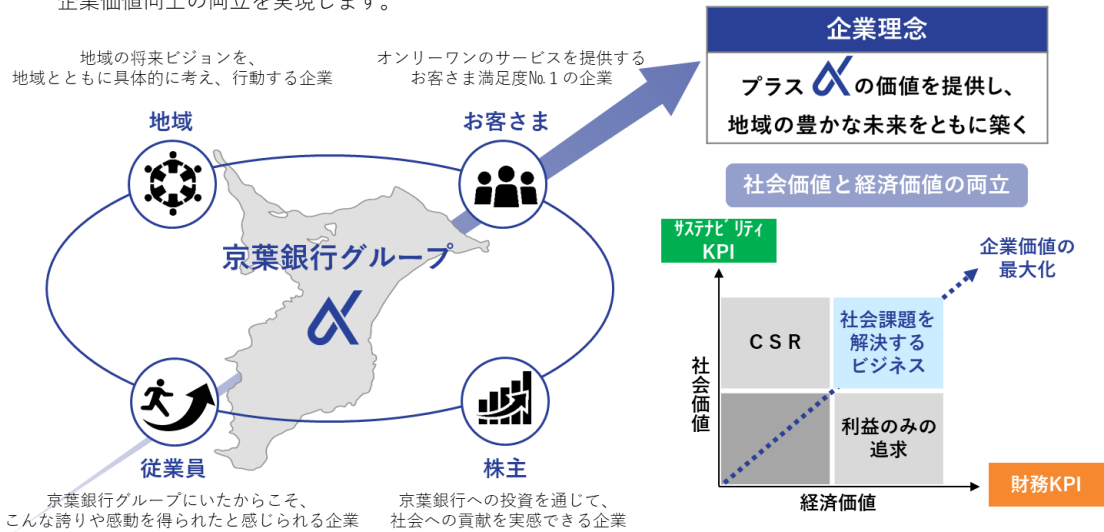 企業価値向上の両立を実現します。
地域の将来ビジョンを、
地域とともに具体的に考え、行動する企業
地域
オンリーワンのサービスを提供する
お客さま満足度№1の企業
お客さま
京葉銀行グループ
従業員
京葉銀行グループにいたからこそ、
こんな誇りや感動を得られたと感じられる企業
株主
京葉銀行への投資を通じて、
社会への貢献を実感できる企業
企業理念
プラス α の価値を提供し、
地域の豊かな未来をともに築く
社会価値と経済価値の両立
ｻｽﾃﾅﾋﾞﾘﾃｨ
KPI
企業価値の
最大化
社会価値
CSR
社会課題を
解決する
ビジネス
利益のみの
追求
経済価値
財務KPI